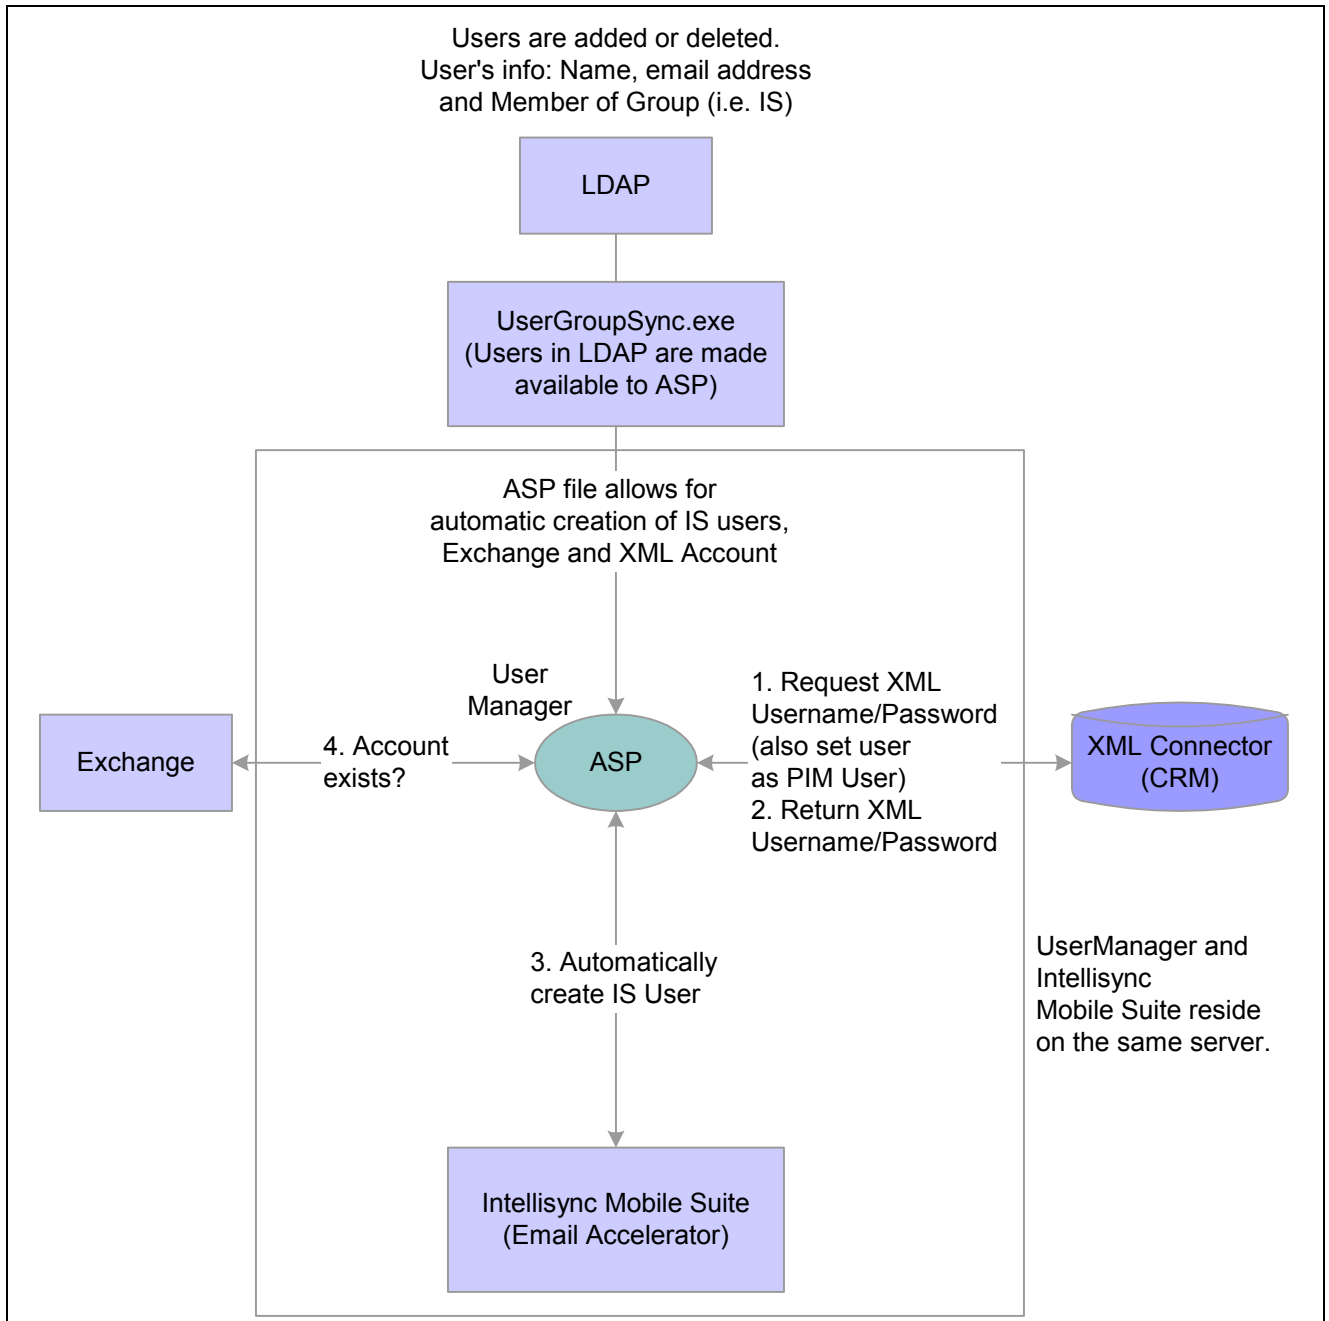 Users are added or deleted.
User's info: Name, email address
and Member of Group (i.e. IS)
LDAP
UserGroupSync.exe
(Users in LDAP are made
available to ASP)
ASP file allows for
automatic creation of IS users,
Exchange and XML Account
User
Manager
1. Request XML
Username/Password
(also set user
as PIM User)
2. Return XML
Username/Password
Exchange
4. Account
exists?
ASP
XML Connector
(CRM)
3. Automatically
create IS User
UserManager and
Intellisync
Mobile Suite reside
on the same server.
Intellisync Mobile Suite
(Email Accelerator)